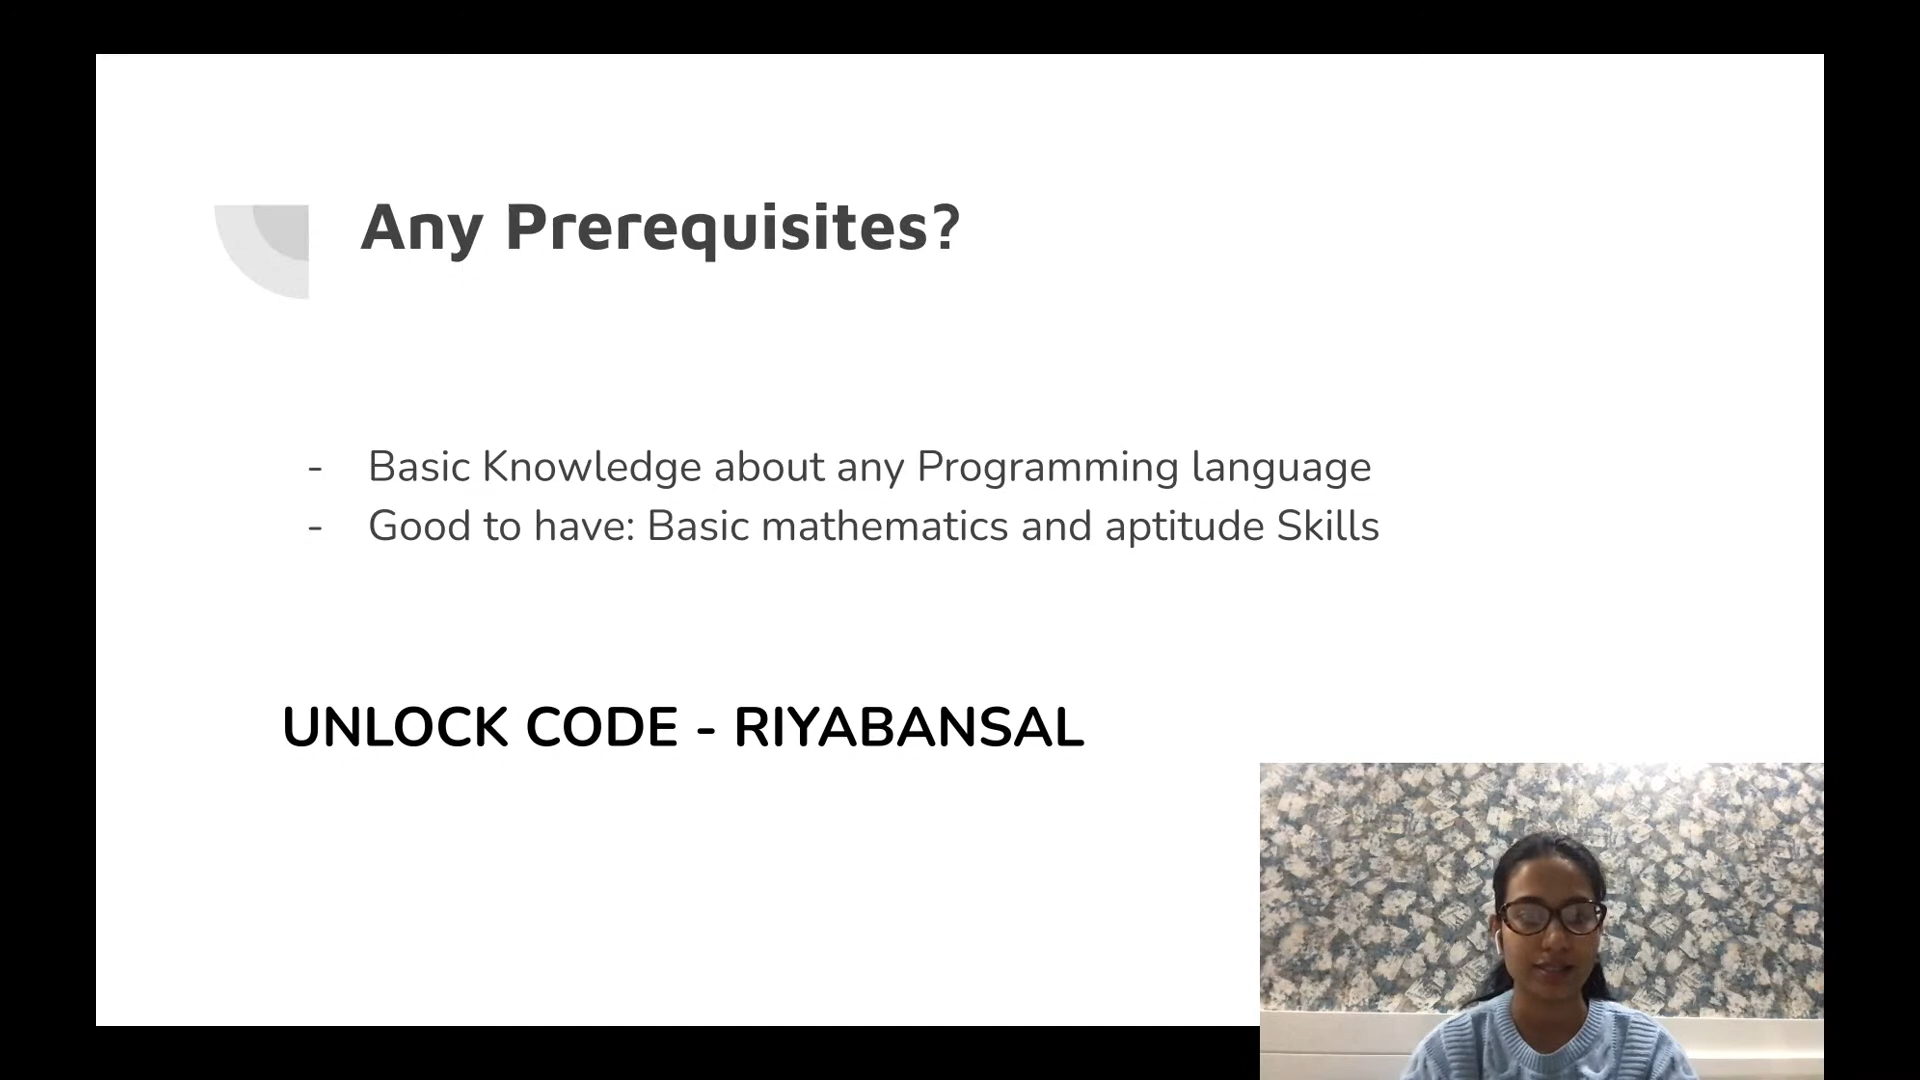 Any Prerequisites?
- Basic Knowledge about any Programming language
- Good to have: Basic mathematics and aptitude Skills
UNLOCK CODE - RIYABANSAL